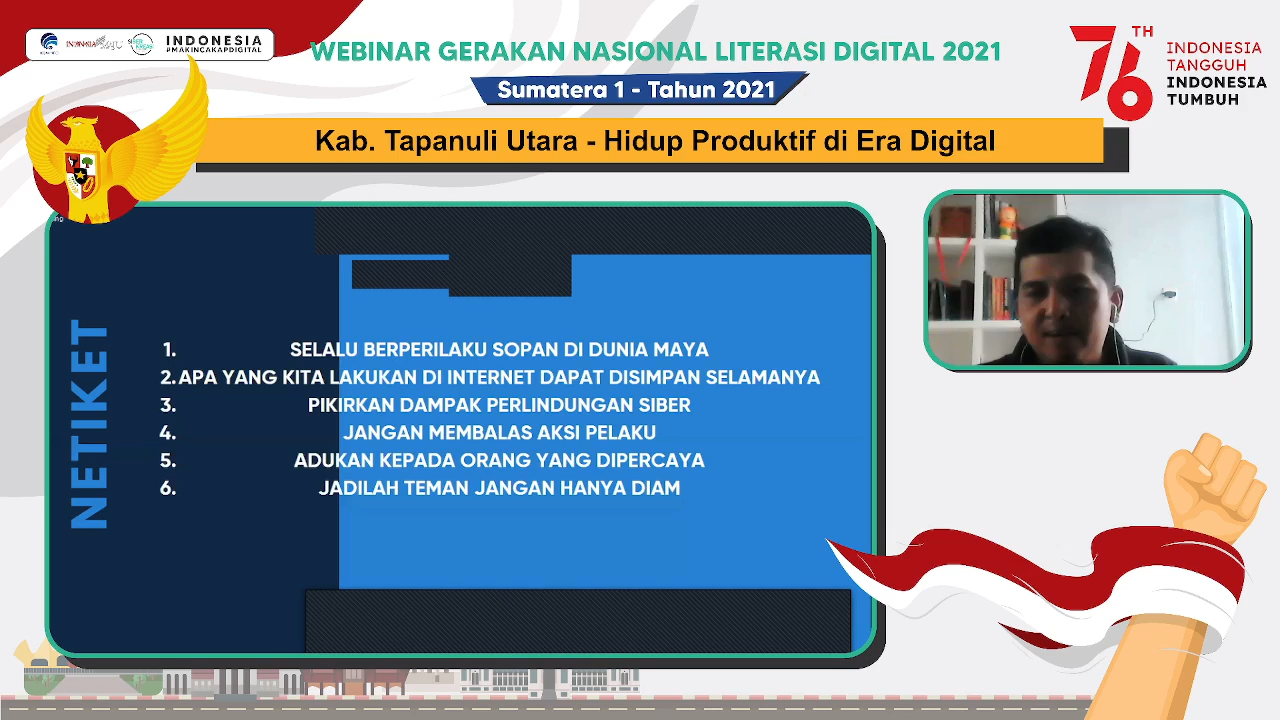 INDONESIA
#MAKINCAKAPDIGITAL
WEBINAR GERAKAN NASIONAL LITERASI DIGITAL 2021
Sumatera 1 - Tahun 2021
76TH
INDONESIA
TANGGUH
INDONESIA
TUMBUH
Kab. Tapanuli Utara - Hidup Produktif di Era Digital
NETIKET
1. SELALU BERPERILAKU SOPAN DI DUNIA MAYA
2. APA YANG KITA LAKUKAN DI INTERNET DAPAT DISIMPAN SELAMANYA
3. PIKIRKAN DAMPAK PERLINDUNGAN SIBER
4. JANGAN MEMBALAS AKSI PELAKU
5. ADUKAN KEPADA ORANG YANG DIPERCAYA
6. JADILAH TEMAN JANGAN HANYA DIAM